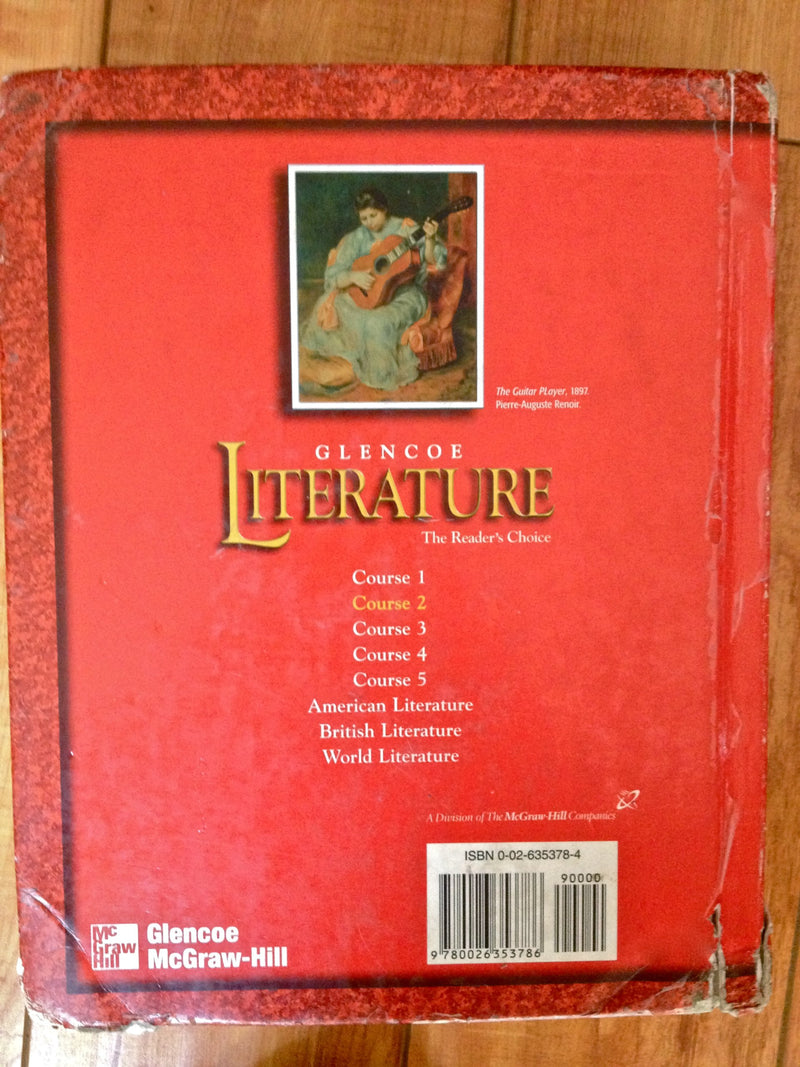 The Guitar PLayer, 1897.
Pierre-Auguste Renoir.
GLENCOE
LITERATURE
The Reader's Choice
Course 1
Course 2
Course 3
Course 4
Course 5
American Literature
British Literature
World Literature
A Division of The McGraw-Hill Companies
ISBN 0-02-635378-4
90000
9 780026 353786
Mc
Graw
Hill
Glencoe
McGraw-Hill